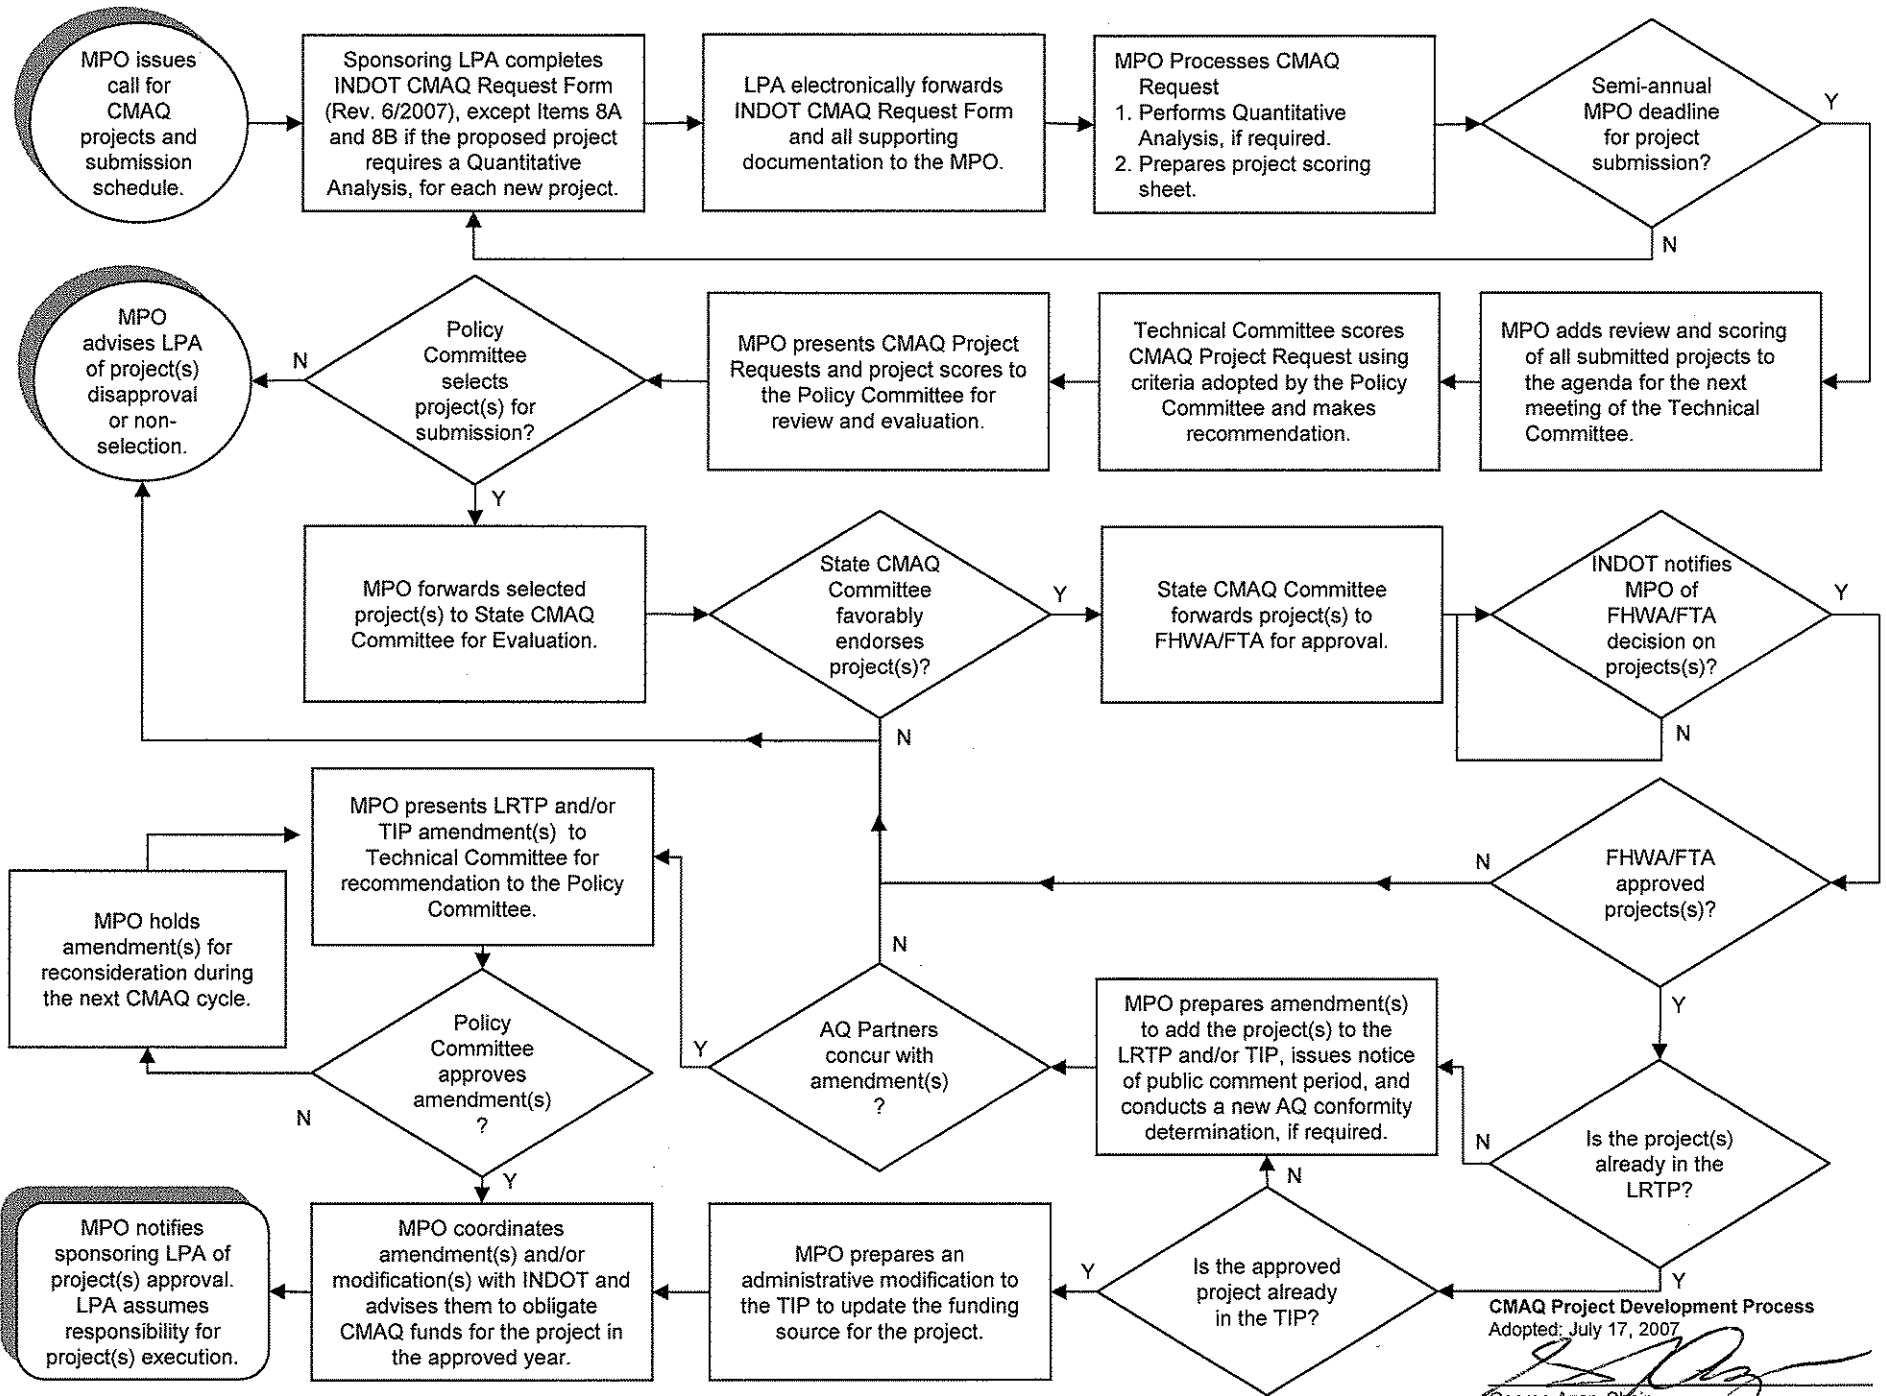 MPO issues
call for
CMAQ
projects and
submission
schedule.
Sponsoring LPA completes
INDOT CMAQ Request Form
(Rev. 6/2007), except Items 8A
and 8B if the proposed project
requires a Quantitative
Analysis, for each new project.
LPA electronically forwards
INDOT CMAQ Request Form
and all supporting
documentation to the MPO.
MPO Processes CMAQ
Request
1. Performs Quantitative
Analysis, if required.
2. Prepares project scoring
sheet.
Semi-annual
MPO deadline
for project
submission?
Y
N
MPO adds review and scoring
of all submitted projects to
the agenda for the next
meeting of the Technical
Committee.
Technical Committee scores
CMAQ Project Request using
criteria adopted by the Policy
Committee and makes
recommendation.
MPO presents CMAQ Project
Requests and project scores to
the Policy Committee for
review and evaluation.
Policy
Committee
selects
project(s) for
submission?
N
Y
MPO
advises LPA
of project(s)
disapproval
or non-
selection.
MPO forwards selected
project(s) to State CMAQ
Committee for Evaluation.
State CMAQ
Committee
favorably
endorses
project(s)?
Y
N
State CMAQ Committee
forwards project(s) to
FHWA/FTA for approval.
INDOT notifies
MPO of
FHWA/FTA
decision on
projects(s)?
Y
N
FHWA/FTA
approved
projects(s)?
N
Y
Is the project(s)
already in the
LRTP?
N
Y
MPO prepares amendment(s)
to add the project(s) to the
LRTP and/or TIP, issues notice
of public comment period, and
conducts a new AQ conformity
determination, if required.
AQ Partners
concur with
amendment(s)
?
N
Y
MPO presents LRTP and/or
TIP amendment(s) to
Technical Committee for
recommendation to the Policy
Committee.
MPO holds
amendment(s) for
reconsideration during
the next CMAQ cycle.
Policy
Committee
approves
amendment(s)
?
N
Y
Is the approved
project already
in the TIP?
N
Y
MPO prepares an
administrative modification to
the TIP to update the funding
source for the project.
MPO coordinates
amendment(s) and/or
modification(s) with INDOT and
advises them to obligate
CMAQ funds for the project in
the approved year.
MPO notifies
sponsoring LPA of
project(s) approval.
LPA assumes
responsibility for
project(s) execution.
CMAQ Project Development Process
Adopted: July 17, 2007